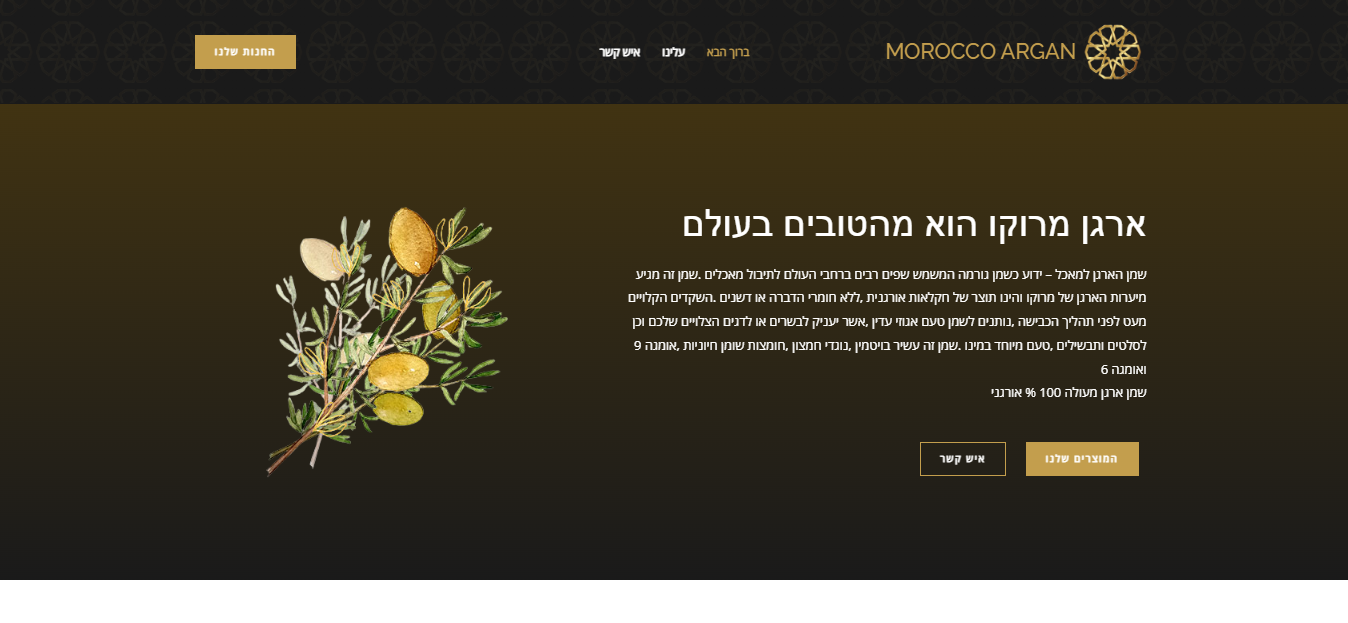 MOROCCO ARGAN
ברוך הבא
עלינו
איש קשר
החנות שלנו
ארגן מרוקו הוא מהטובים בעולם
שמן הארגן למאכל – ידוע כשמן גורמה המשמש שפים רבים ברחבי העולם לתיבול מאכלים .שמן זה מגיע
מיערות הארגן של מרוקו והינו תוצר של חקלאות אורגנית ,ללא חומרי הדברה או דשנים .השקדים הקלויים
מעט לפני תהליך הכבישה ,נותנים לשמן טעם אגוזי עדין ,אשר יעניק לבשרים או לדגים הצלויים שלכם וכן
לסלטים ותבשילים ,טעם מיוחד במינו .שמן זה עשיר בויטמין ,נוגדי חמצון ,חומצות שומן חיוניות ,אומגה 9
ואומגה 6
שמן ארגן מעולה 100 % אורגני
המוצרים שלנו
איש קשר